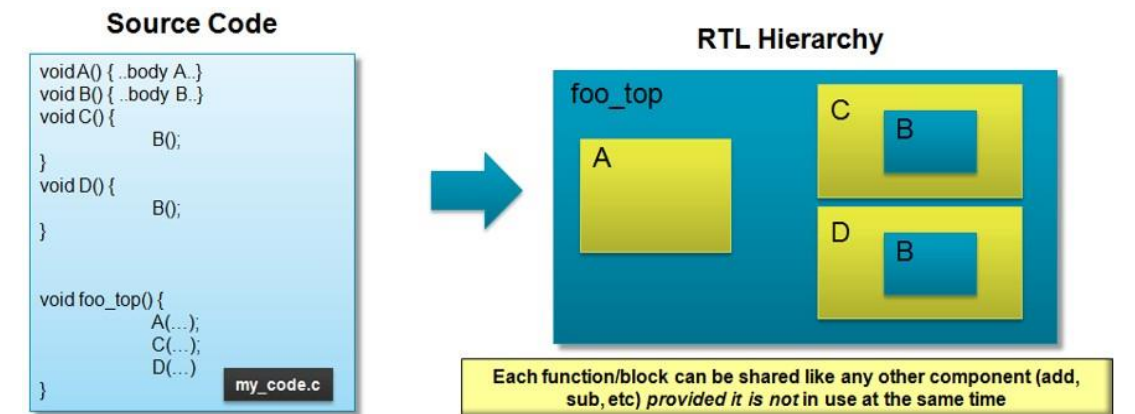 Source Code
void A() { ..body A..}
void B() { ..body B..}
void C() {
B();
}
void D() {
B();
}
void foo_top() {
A(...);
C(...);
D(...)
}
my_code.c
RTL Hierarchy
foo_top
A
C
B
D
B
Each function/block can be shared like any other component (add,
sub, etc) provided it is not in use at the same time